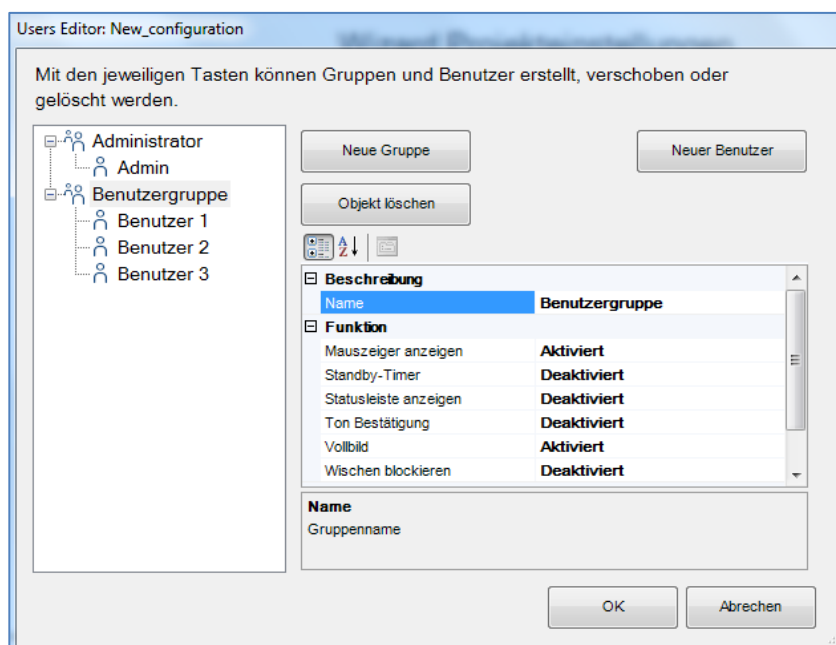 Users Editor: New_configuration
Wizard Projekteinstellungen
Mit den jeweiligen Tasten können Gruppen und Benutzer erstellt, verschoben oder
gelöscht werden.
Administrator
Admin
Benutzergruppe
Benutzer 1
Benutzer 2
Benutzer 3
Neue Gruppe
Neuer Benutzer
Objekt löschen
Beschreibung
Name Benutzergruppe
Funktion
Mauszeiger anzeigen Aktiviert
Standby-Timer Deaktiviert
Statusleiste anzeigen Deaktiviert
Ton Bestätigung Deaktiviert
Vollbild Aktiviert
Wischen blockieren Deaktiviert
Name
Gruppenname
OK
Abrechen